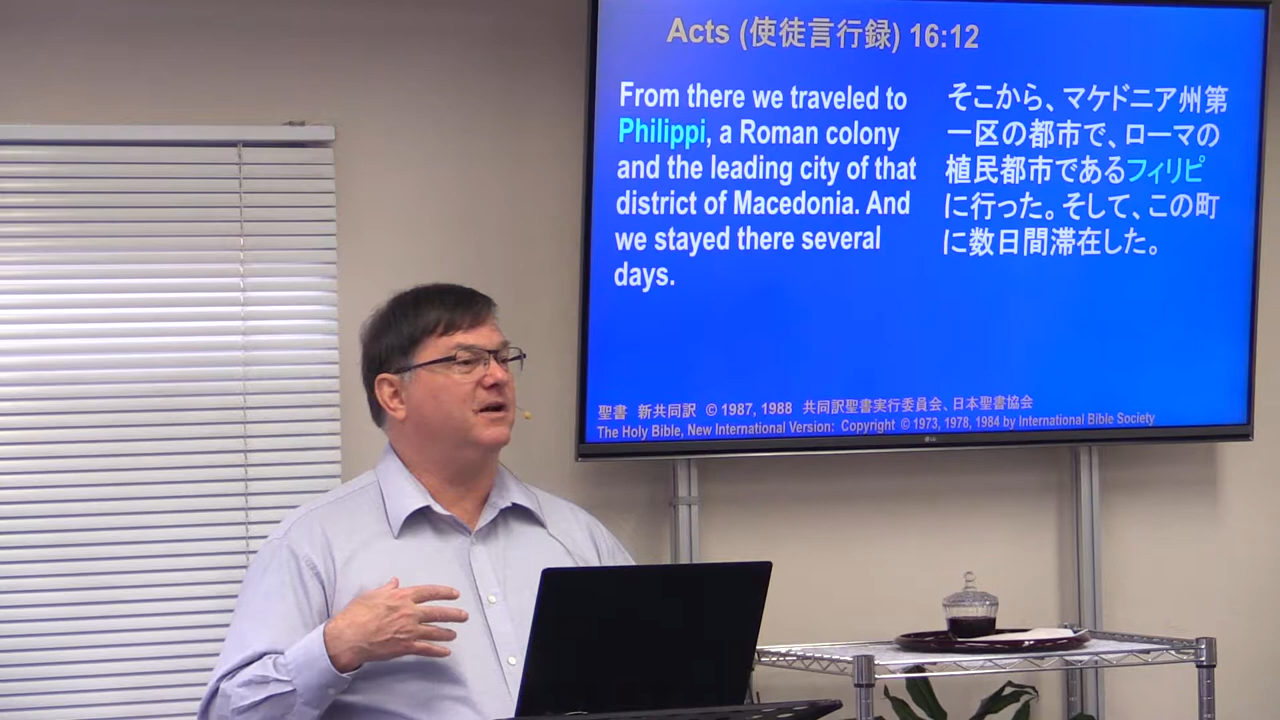 Acts (使徒言行録) 16:12
From there we traveled to
Philippi, a Roman colony
and the leading city of that
district of Macedonia. And
we stayed there several
days.
そこから、マケドニア州第
一区の都市で、ローマの
植民都市であるフィリピ
に行った。そして、この町
に数日間滞在した。
聖書 新共同訳 © 1987, 1988 共同訳聖書実行委員会、日本聖書協会
The Holy Bible, New International Version: Copyright © 1973, 1978, 1984 by International Bible Society
LG